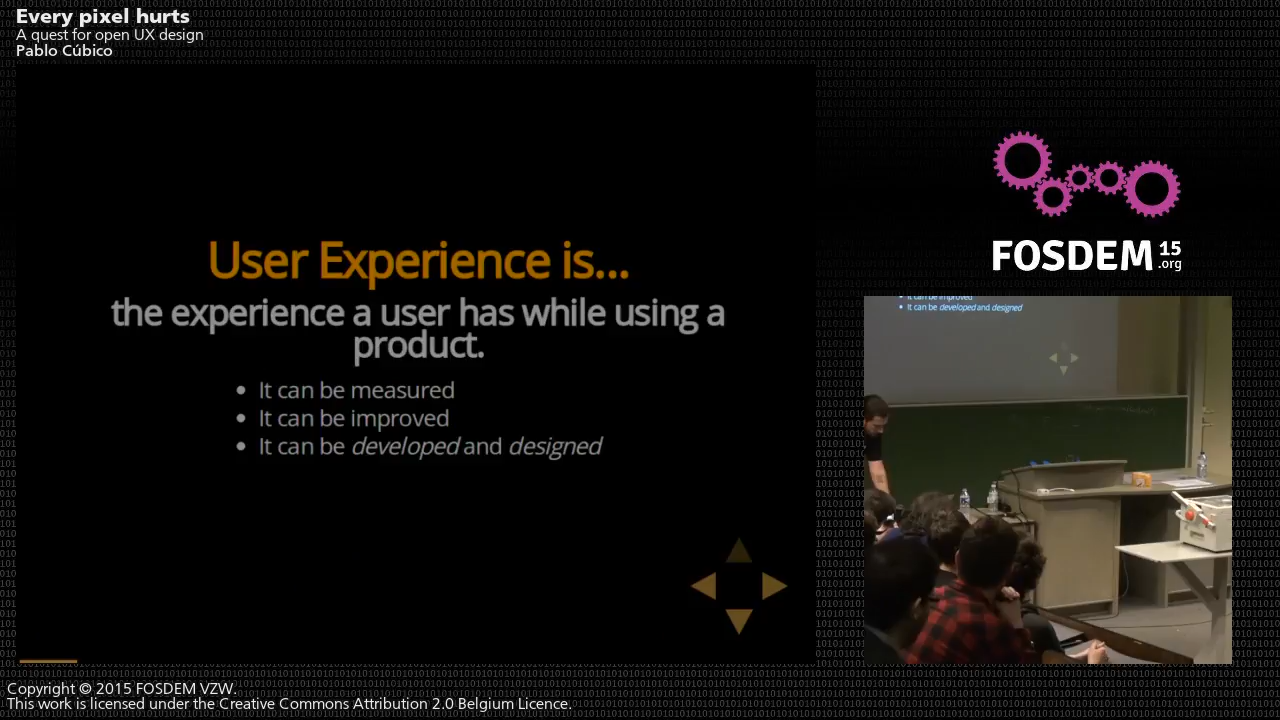 Every pixel hurts
A quest for open UX design
Pablo Cúbico
User Experience is...
the experience a user has while using a
product.
It can be measured
It can be improved
It can be developed and designed
FOSDEM 15
.org
It can be improved
It can be developed and designed
Copyright © 2015 FOSDEM VZW.
This work is licensed under the Creative Commons Attribution 2.0 Belgium Licence.